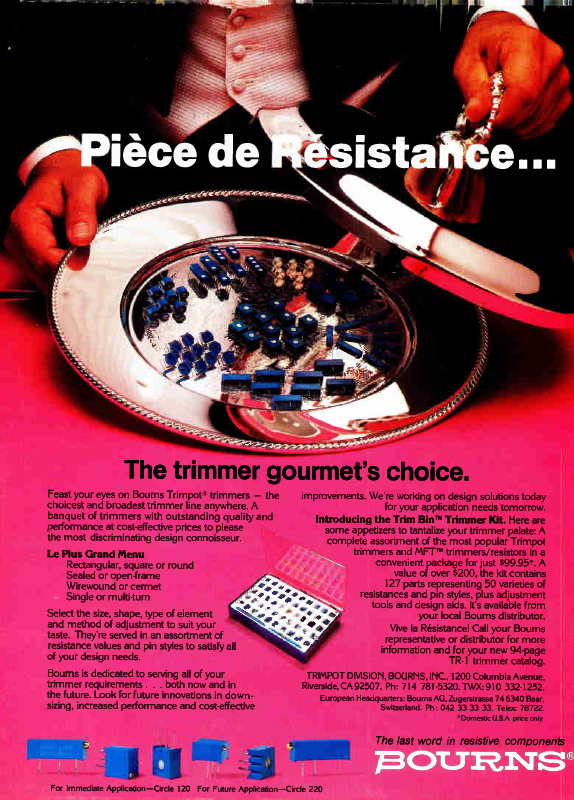 Pièce de Résistance...
The trimmer gourmet's choice.
Feast your eyes on Bourns Trimpot® trimmers — the
choicest and broadest trimmer line anywhere. A
banquet of trimmers with outstanding quality and
performance at cost-effective prices to please
the most discriminating design connoisseur.
Le Plus Grand Menu
Rectangular, square or round
Sealed or open-frame
Wirewound or cermet
Single or multi-turn
Select the size, shape, type of element
and method of adjustment to suit your
taste. They're served in an assortment of
resistance values and pin styles to satisfy all
of your design needs.
Bourns is dedicated to serving all of your
trimmer requirements . . . both now and in
the future. Look for future innovations in down-
sizing, increased performance and cost-effective
improvements. We're working on design solutions today
for your application needs tomorrow.
Introducing the Trim Bin™ Trimmer Kit. Here are
some appetizers to tantalize your trimmer palate: A
complete assortment of the most popular Trimpot
trimmers and MFT™ trimmers/resistors in a
convenient package for just $99.95*. A
value of over $200, the kit contains
127 parts representing 50 varieties of
resistances and pin styles, plus adjustment
tools and design aids. It's available from
your local Bourns distributor.
Vive la Résistance! Call your Bourns
representative or distributor for more
information and for your new 94-page
TR-1 trimmer catalog.
TRIMPOT DIVISION, BOURNS, INC., 1200 Columbia Avenue,
Riverside, CA 92507. Ph: 714 781-5320. TWX: 910 332-1252.
European Headquarters: Bourns AG, Zugerstrasse 74 6340 Baar,
Switzerland. Ph: 042 33 33 33. Telex: 78722.
*Domestic U.S.A. price only
The last word in resistive components
BOURNS®
For Immediate Application—Circle 120 For Future Application—Circle 220